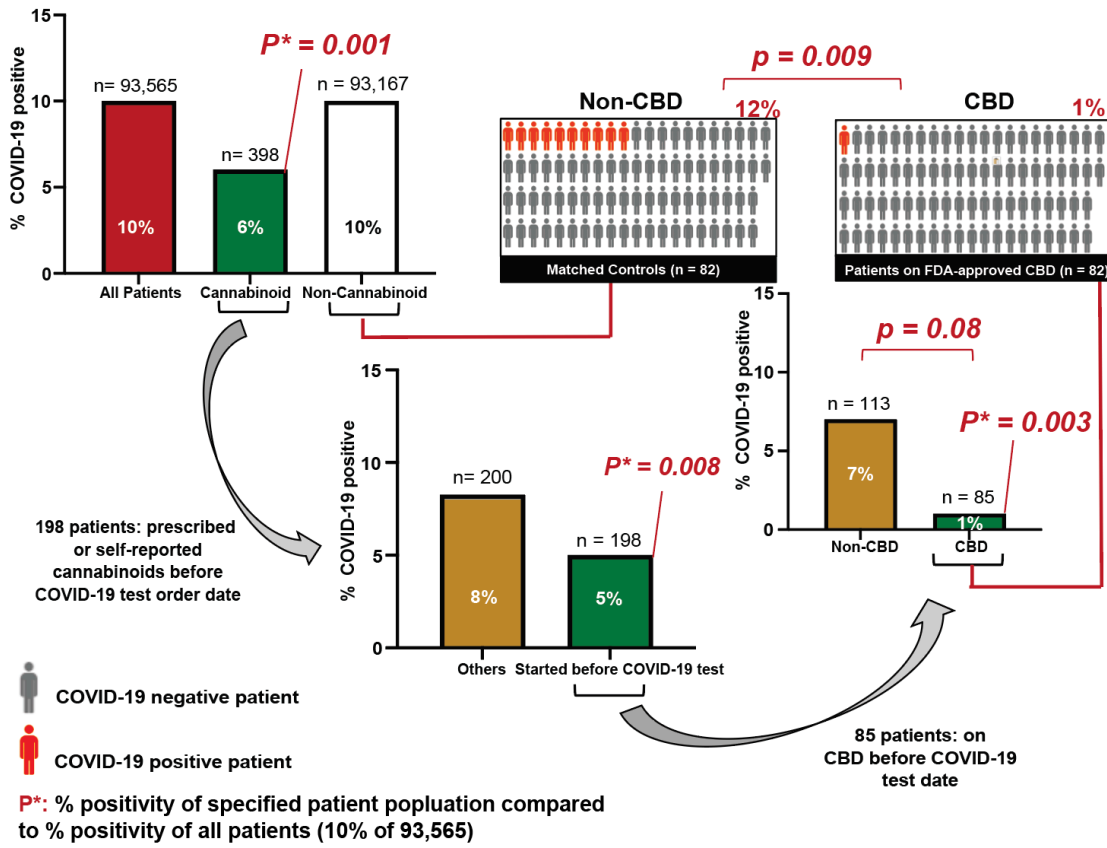 15
10
5
0
% COVID-19 positive
n= 93,565
n= 398
n = 93,167
P* = 0.001
10%
6%
10%
All Patients
Cannabinoid
Non-Cannabinoid
p = 0.009
Non-CBD
12%
Matched Controls (n = 82)
CBD
1%
Patients on FDA-approved CBD (n = 82)
198 patients: prescribed
or self-reported
cannabinoids before
COVID-19 test order date
15
10
5
0
% COVID-19 positive
n= 200
n = 198
P* = 0.008
8%
5%
Others
Started before COVID-19 test
15
10
5
0
% COVID-19 positive
p = 0.08
n = 113
n = 85
P* = 0.003
7%
1%
Non-CBD
CBD
85 patients: on
CBD before COVID-19
test date
COVID-19 negative patient
COVID-19 positive patient
P*: % positivity of specified patient popluation compared
to % positivity of all patients (10% of 93,565)